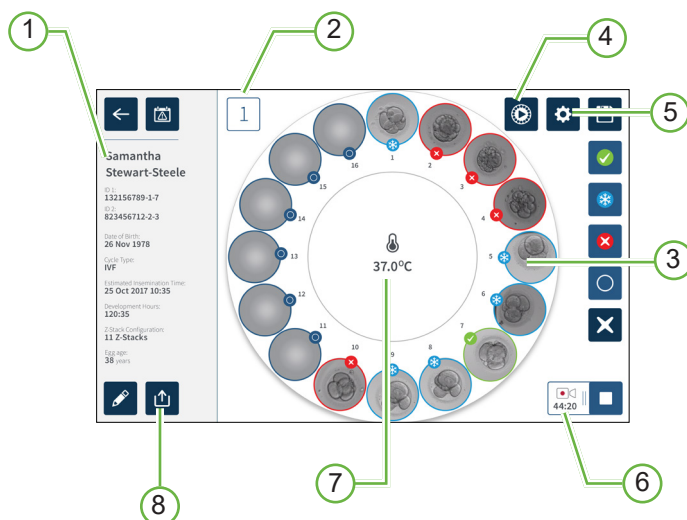 1
2
4
5
3
6
7
8
1
Samantha
Stewart-Steele
ID 1:
132156789-1-7
ID 2:
823456712-2-3
Date of Birth:
26 Nov 1978
Cycle Type:
IVF
Estimated Insemination Time:
25 Oct 2017 10:35
Development Hours:
120:35
Z-Stack Configuration:
11 Z-Stacks
Egg age:
38 years
1
2
3
4
5
6
7
8
9
10
11
12
13
14
15
16
37.0°C
44:20